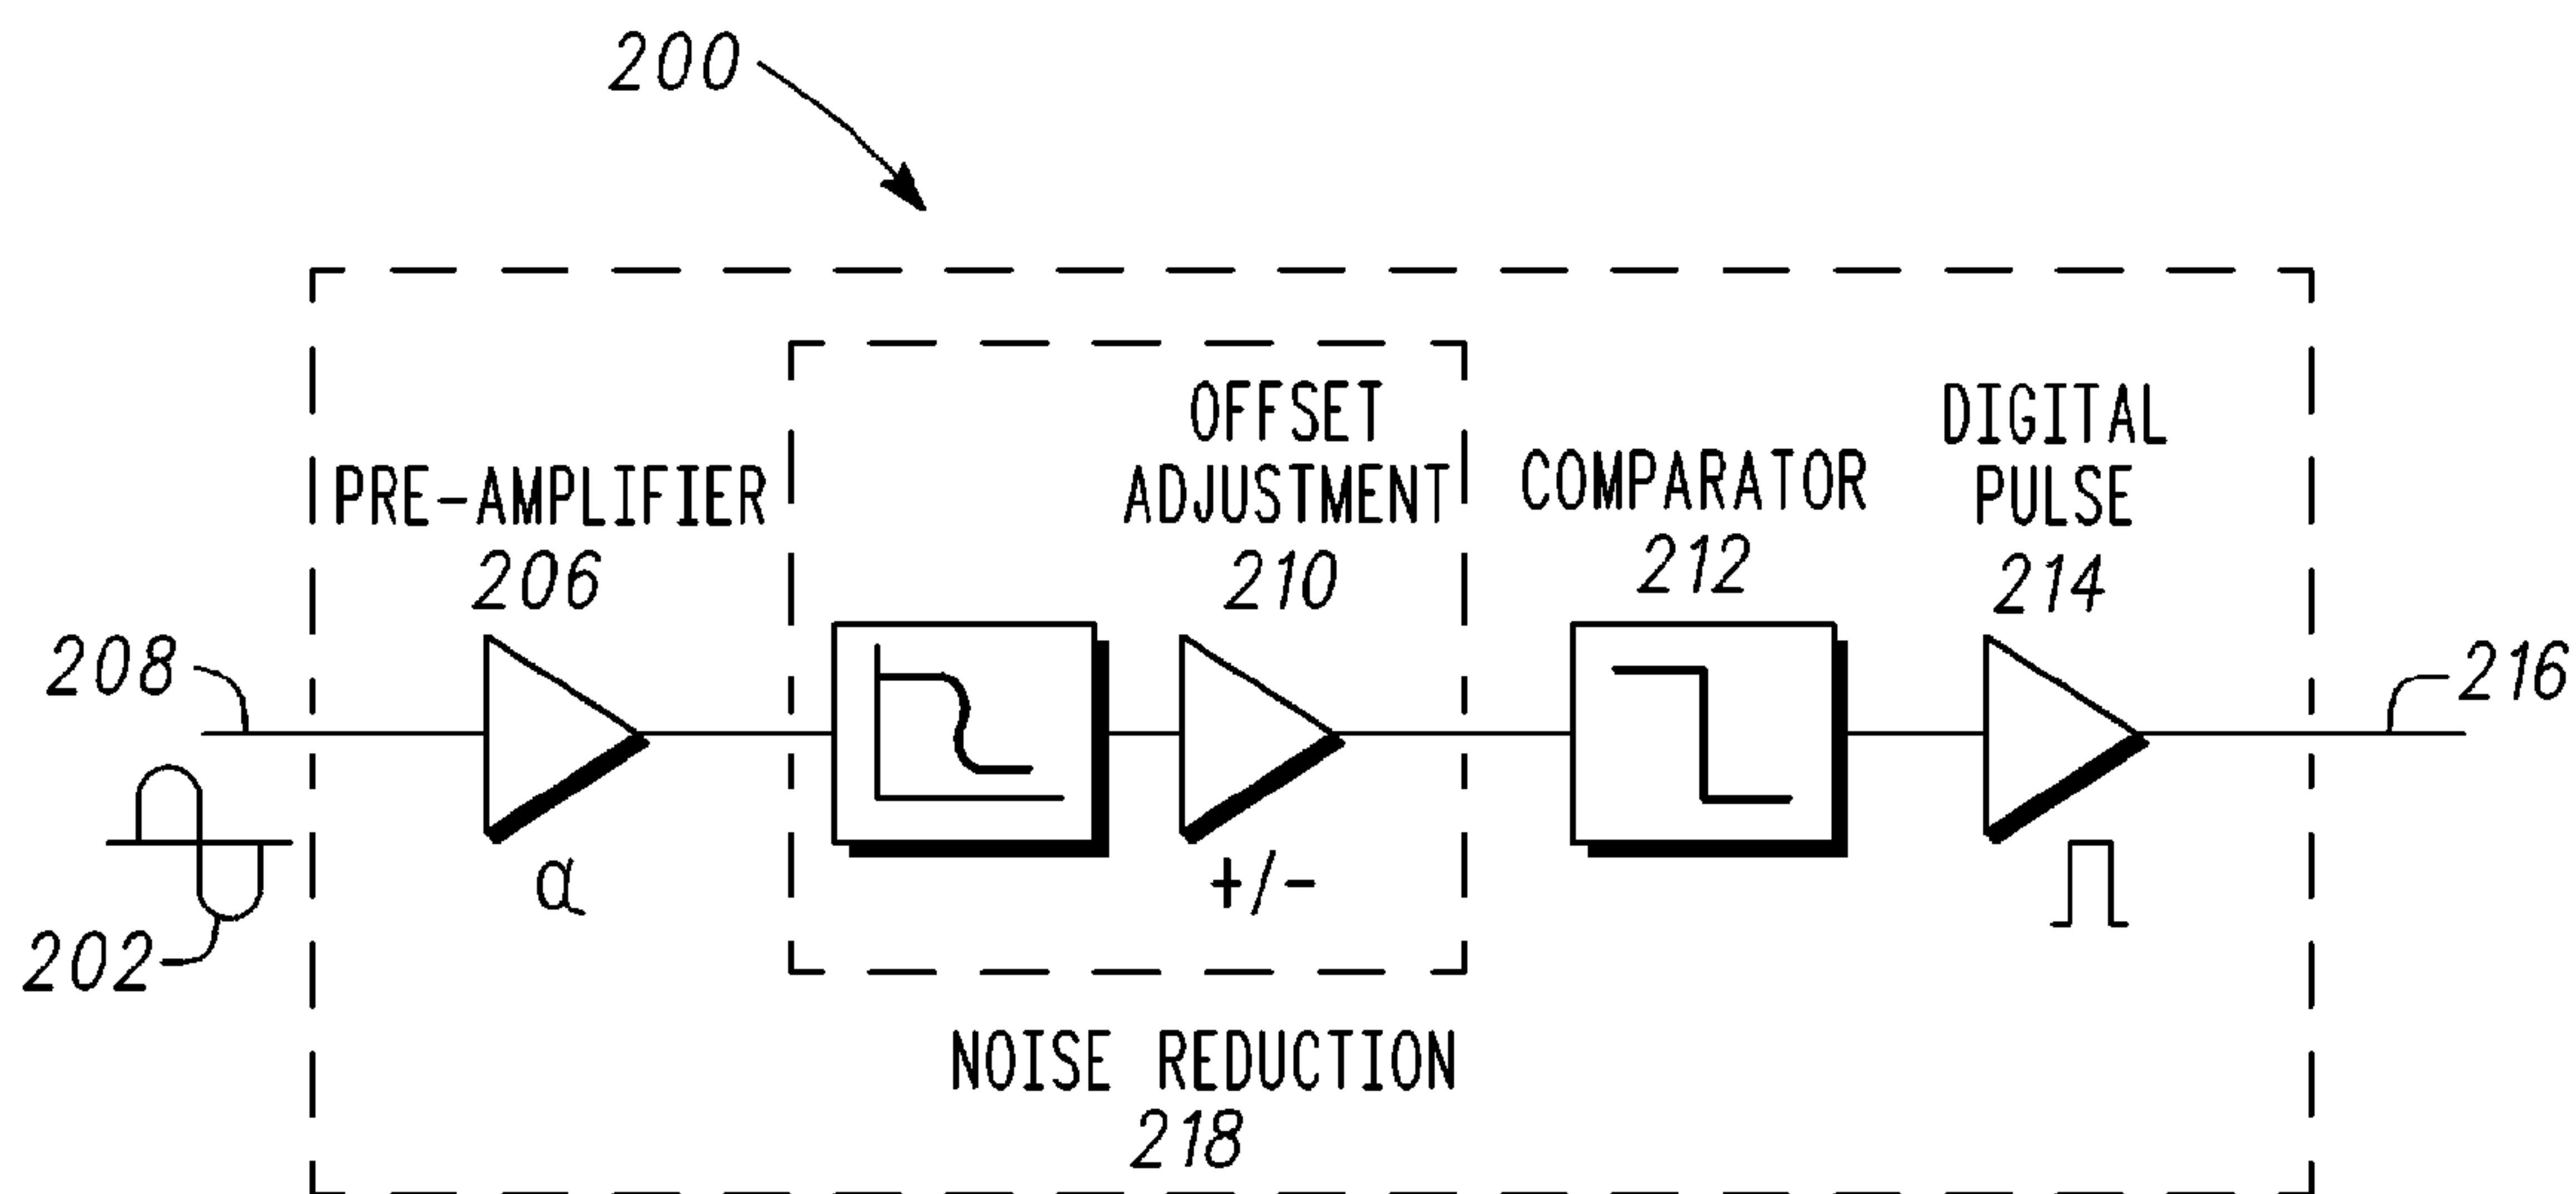 200
OFFSET
ADJUSTMENT
210
DIGITAL
PULSE
214
PRE-AMPLIFIER
206
COMPARATOR
212
208
216
202
α
+/-
NOISE REDUCTION
218